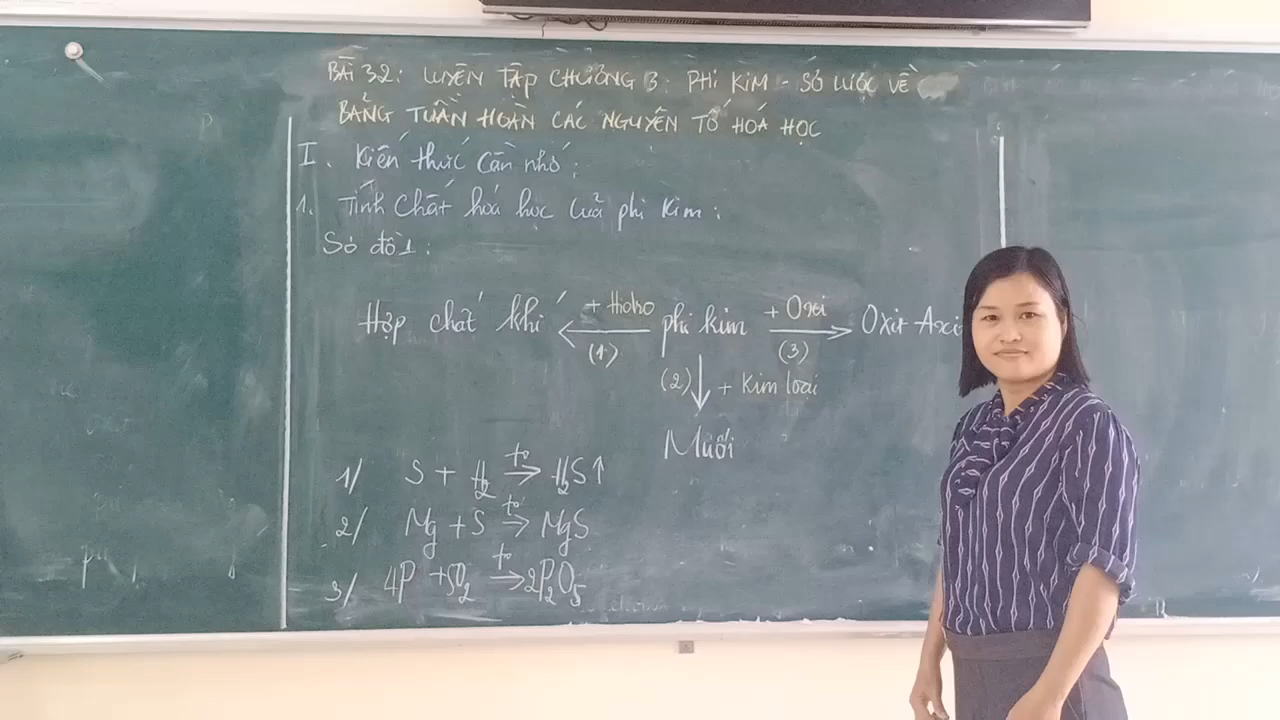 BÀI 32: LUYỆN TẬP CHƯƠNG 3: PHI KIM - SƠ LƯỢC VỀ
BẢNG TUẦN HOÀN CÁC NGUYÊN TỐ HOÁ HỌC
I. Kiến thức cần nhớ:
1. Tính chất hóa học của phi kim:
Sơ đồ 1:
Hợp chất khí ← + Hidro (1) phi kim + Oxi (3) → Oxit Axi
(2) ↓ + Kim loại
Muối
1/ S + H₂ t° → H₂S↑
2/ Mg + S t° → MgS
3/ 4P + 5O₂ t° → 2P₂O₅